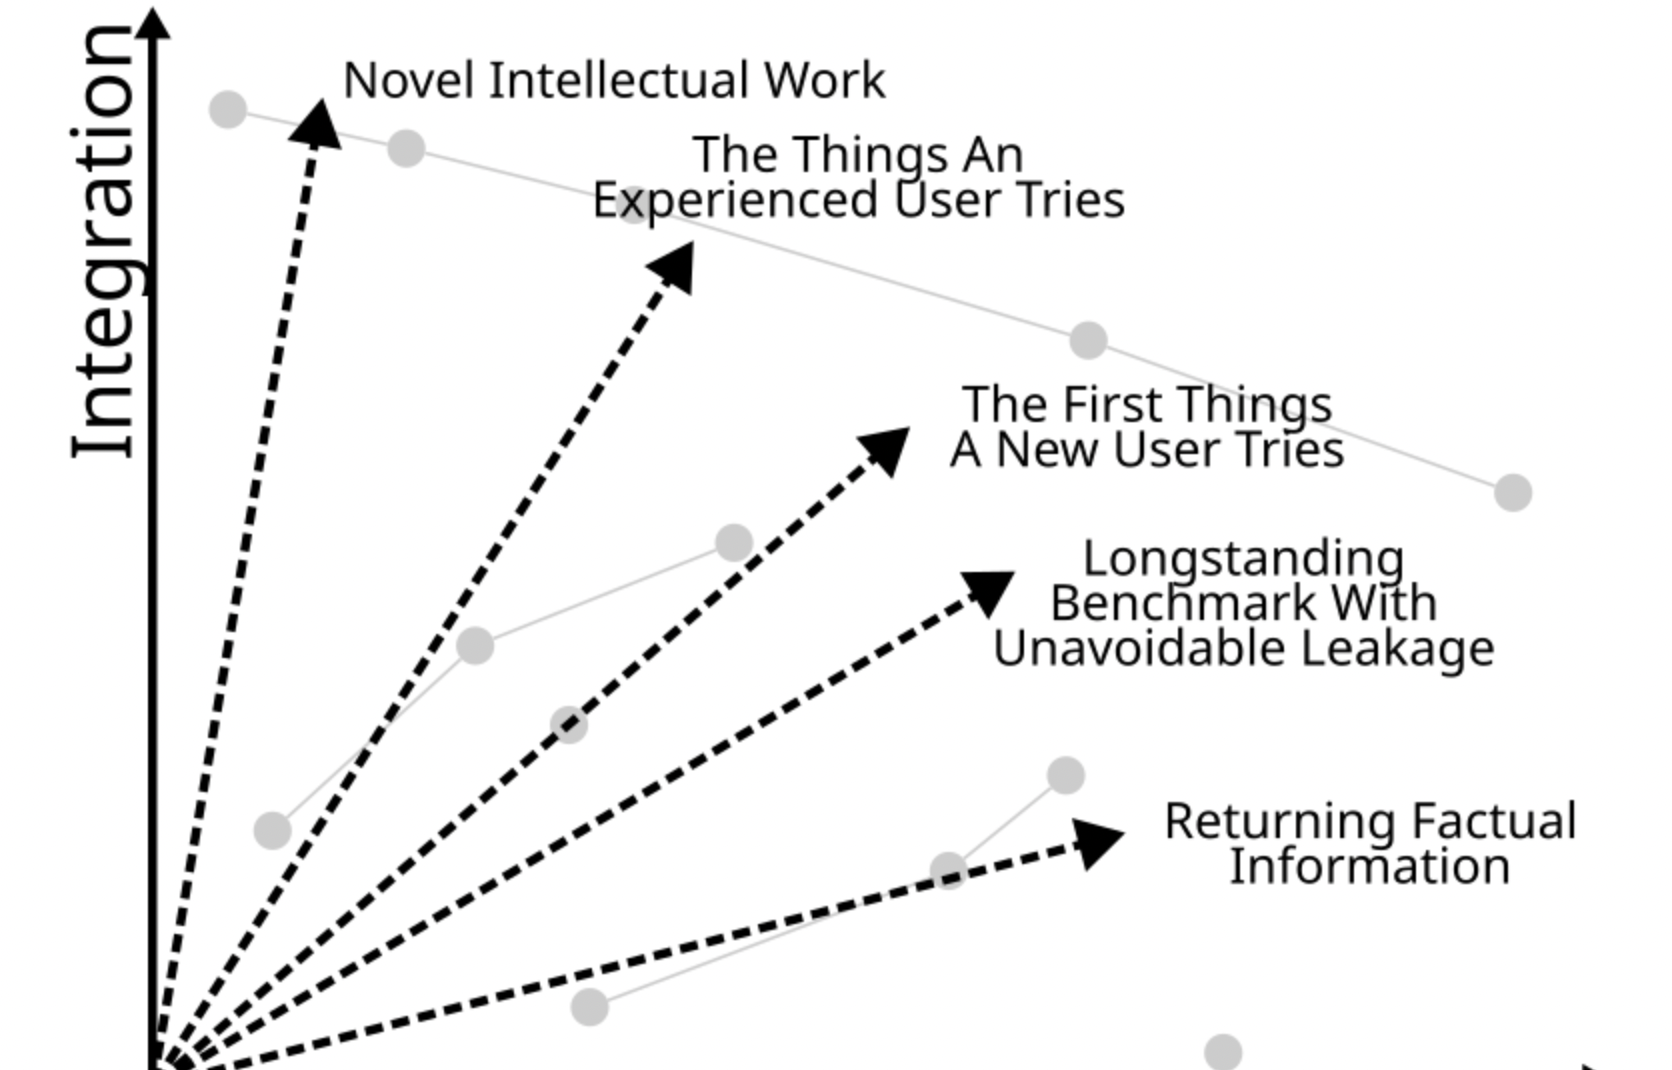 Integration
Novel Intellectual Work
The Things An
Experienced User Tries
The First Things
A New User Tries
Longstanding
Benchmark With
Unavoidable Leakage
Returning Factual
Information